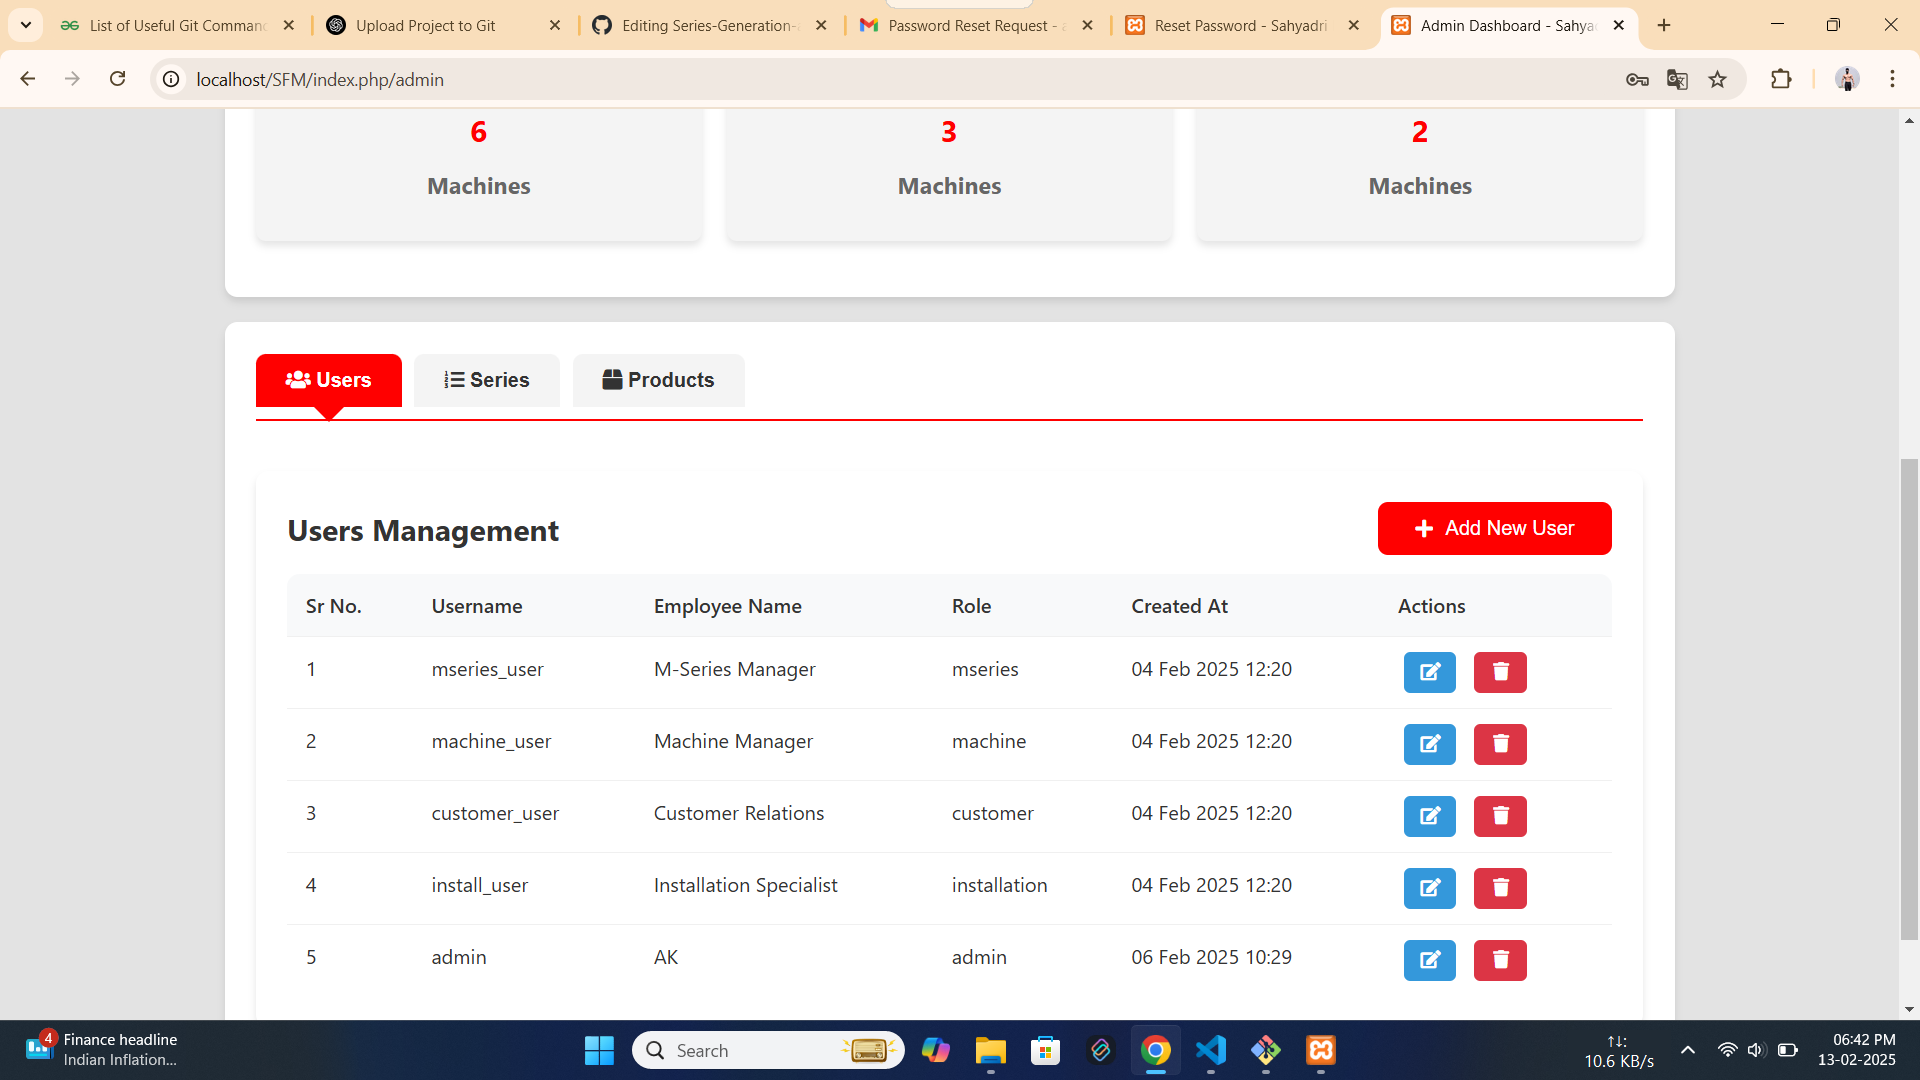 List of Useful Git Comman
Upload Project to Git
Editing Series-Generation-
Password Reset Request -
Reset Password - Sahyadri
Admin Dashboard - Sahya
localhost/SFM/index.php/admin
6 3 2
Machines Machines Machines
Users Series Products
Users Management
Add New User
Sr No. Username Employee Name Role Created At Actions
1 mseries_user M-Series Manager mseries 04 Feb 2025 12:20
2 machine_user Machine Manager machine 04 Feb 2025 12:20
3 customer_user Customer Relations customer 04 Feb 2025 12:20
4 install_user Installation Specialist installation 04 Feb 2025 12:20
5 admin AK admin 06 Feb 2025 10:29
4
Finance headline
Indian Inflation...
Search
10.6 KB/s
06:42 PM
13-02-2025